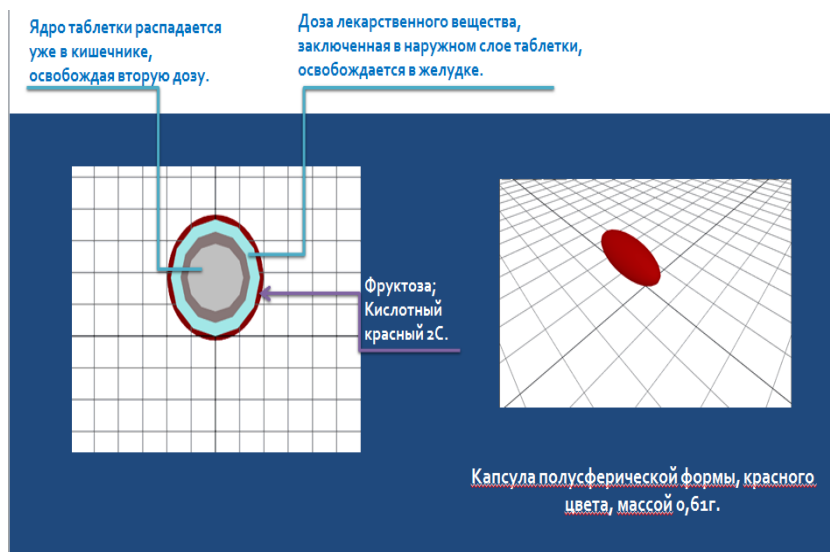 Ядро таблетки распадается
уже в кишечнике,
освобождая вторую дозу.
Доза лекарственного вещества,
заключенная в наружном слое таблетки,
освобождается в желудке.
Фруктоза;
Кислотный
красный 2С.
Капсула полусферической формы, красного
цвета, массой 0,61г.